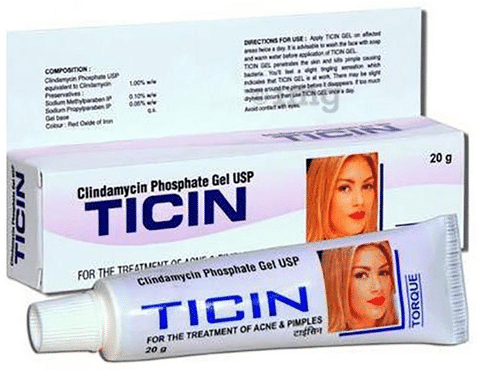 COMPOSITION :
Clindamycin Phosphate USP
equivalent to Clindamycin 1.00% w/w
Preservatives :
Sodium Methylparaben IP 0.10% w/w
Sodium Propylparaben IP 0.05% w/w
Gel base q.s.
Colour : Red Oxide of Iron
DIRECTIONS FOR USE : Apply TICIN GEL on affected
areas twice a day. It is advisable to wash the face with soap
and warm water before application of TICIN GEL.
TICIN GEL penetrates the skin and kills pimple causing
bacteria. You'll feel a slight tingling sensation which
indicates that TICIN GEL is at work. There may be slight
redness around the pimple before it disappears. If too much
dryness occurs then use TICIN GEL once a day.
Avoid contact with eyes.
20 g
Clindamycin Phosphate Gel USP
TICIN
TICIN
FOR THE TREATMENT OF ACNE &
Clindamycin Phosphate Gel USP
TICIN
FOR THE TREATMENT OF ACNE & PIMPLES
20 g
टाइसिन
TORQUE